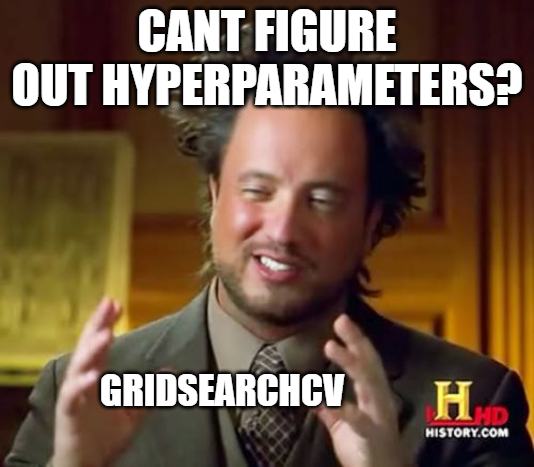 CANT FIGURE
OUT HYPERPARAMETERS?
GRIDSEARCHCV
H HD
HISTORY.COM